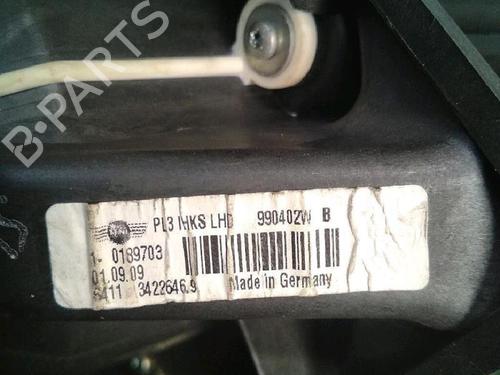 B-PARTS
PL3 IHKS LHD 990402W B
1- 0189703
01.09.09
6411 3422646.9 Made in Germany